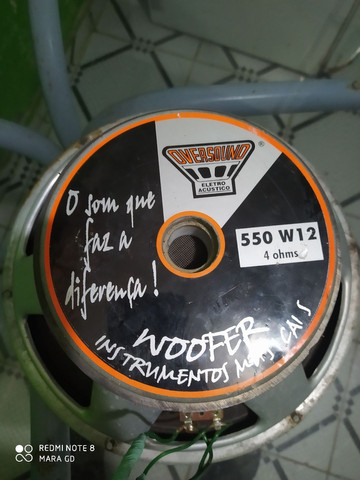 OVERSOUND
ELETRO
ACÚSTICO
O som que
faz a
diferença!
550 W12
4 ohms
WOOFER
INSTRUMENTOS MUSICAIS
REDMI NOTE 8
MARA GD